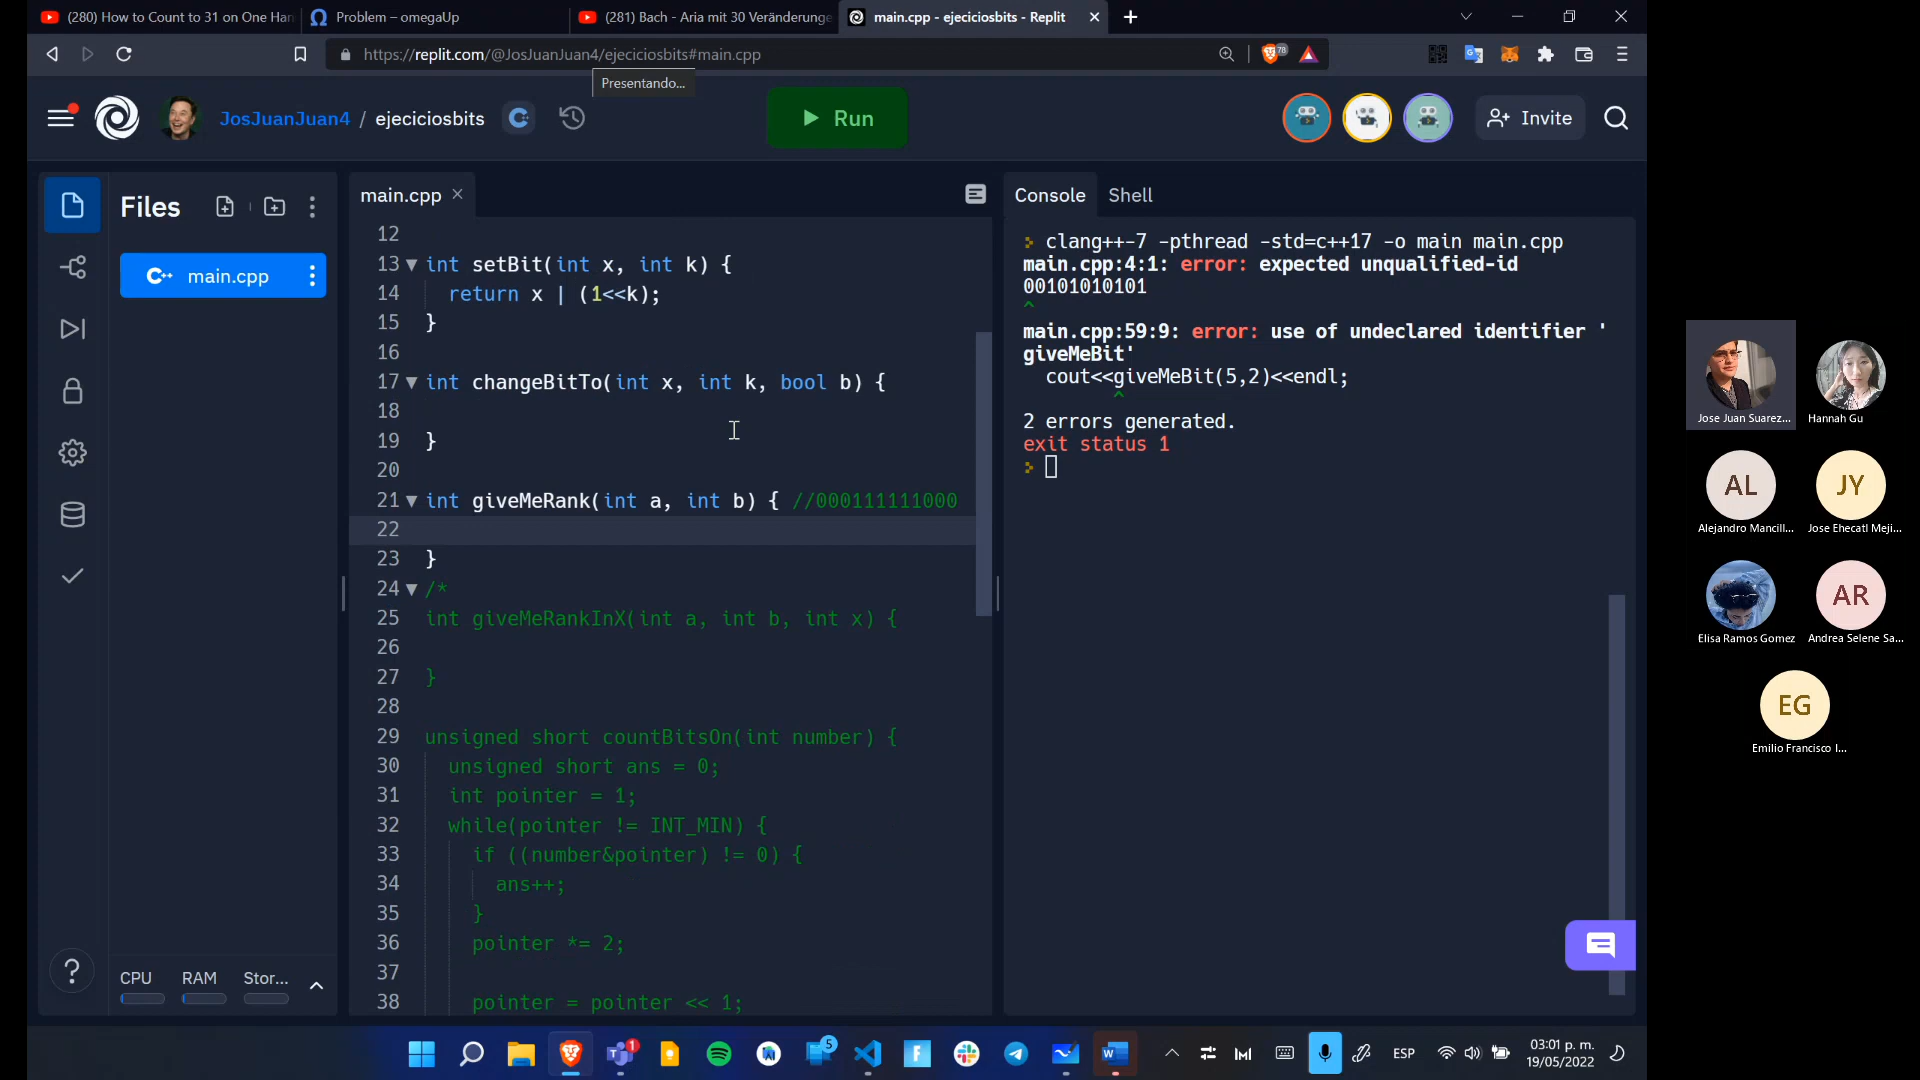 (280) How to Count to 31 on One Han
Problem – omegaUp
(281) Bach - Aria mit 30 Veränderunge
main.cpp - ejeciciosbits - Replit
https://replit.com/@JosJuanJuan4/ejeciciosbits#main.cpp
78
Presentando...
JosJuanJuan4 / ejeciciosbits
Run
Invite
Files
main.cpp
main.cpp
Console
Shell
12
13 int setBit(int x, int k) {
14 return x | (1<<k);
15 }
16
17 int changeBitTo(int x, int k, bool b) {
18
19 }
20
21 int giveMeRank(int a, int b) { //000111111000
22
23 }
24 /*
25 int giveMeRankInX(int a, int b, int x) {
26
27 }
28
29 unsigned short countBitsOn(int number) {
30 unsigned short ans = 0;
31 int pointer = 1;
32 while(pointer != INT_MIN) {
33 if ((number&pointer) != 0) {
34 ans++;
35 }
36 pointer *= 2;
37
38 pointer = pointer << 1;
clang++-7 -pthread -std=c++17 -o main main.cpp
main.cpp:4:1: error: expected unqualified-id
00101010101
^
main.cpp:59:9: error: use of undeclared identifier '
giveMeBit'
cout<<giveMeBit(5,2)<<endl;
^
2 errors generated.
exit status 1
CPU RAM Stor...
Jose Juan Suarez...
Hannah Gu
AL
JY
Alejandro Mancill...
Jose Ehecatl Meji...
AR
Elisa Ramos Gomez
Andrea Selene Sa...
EG
Emilio Francisco I...
1
5
ESP
03:01 p. m.
19/05/2022